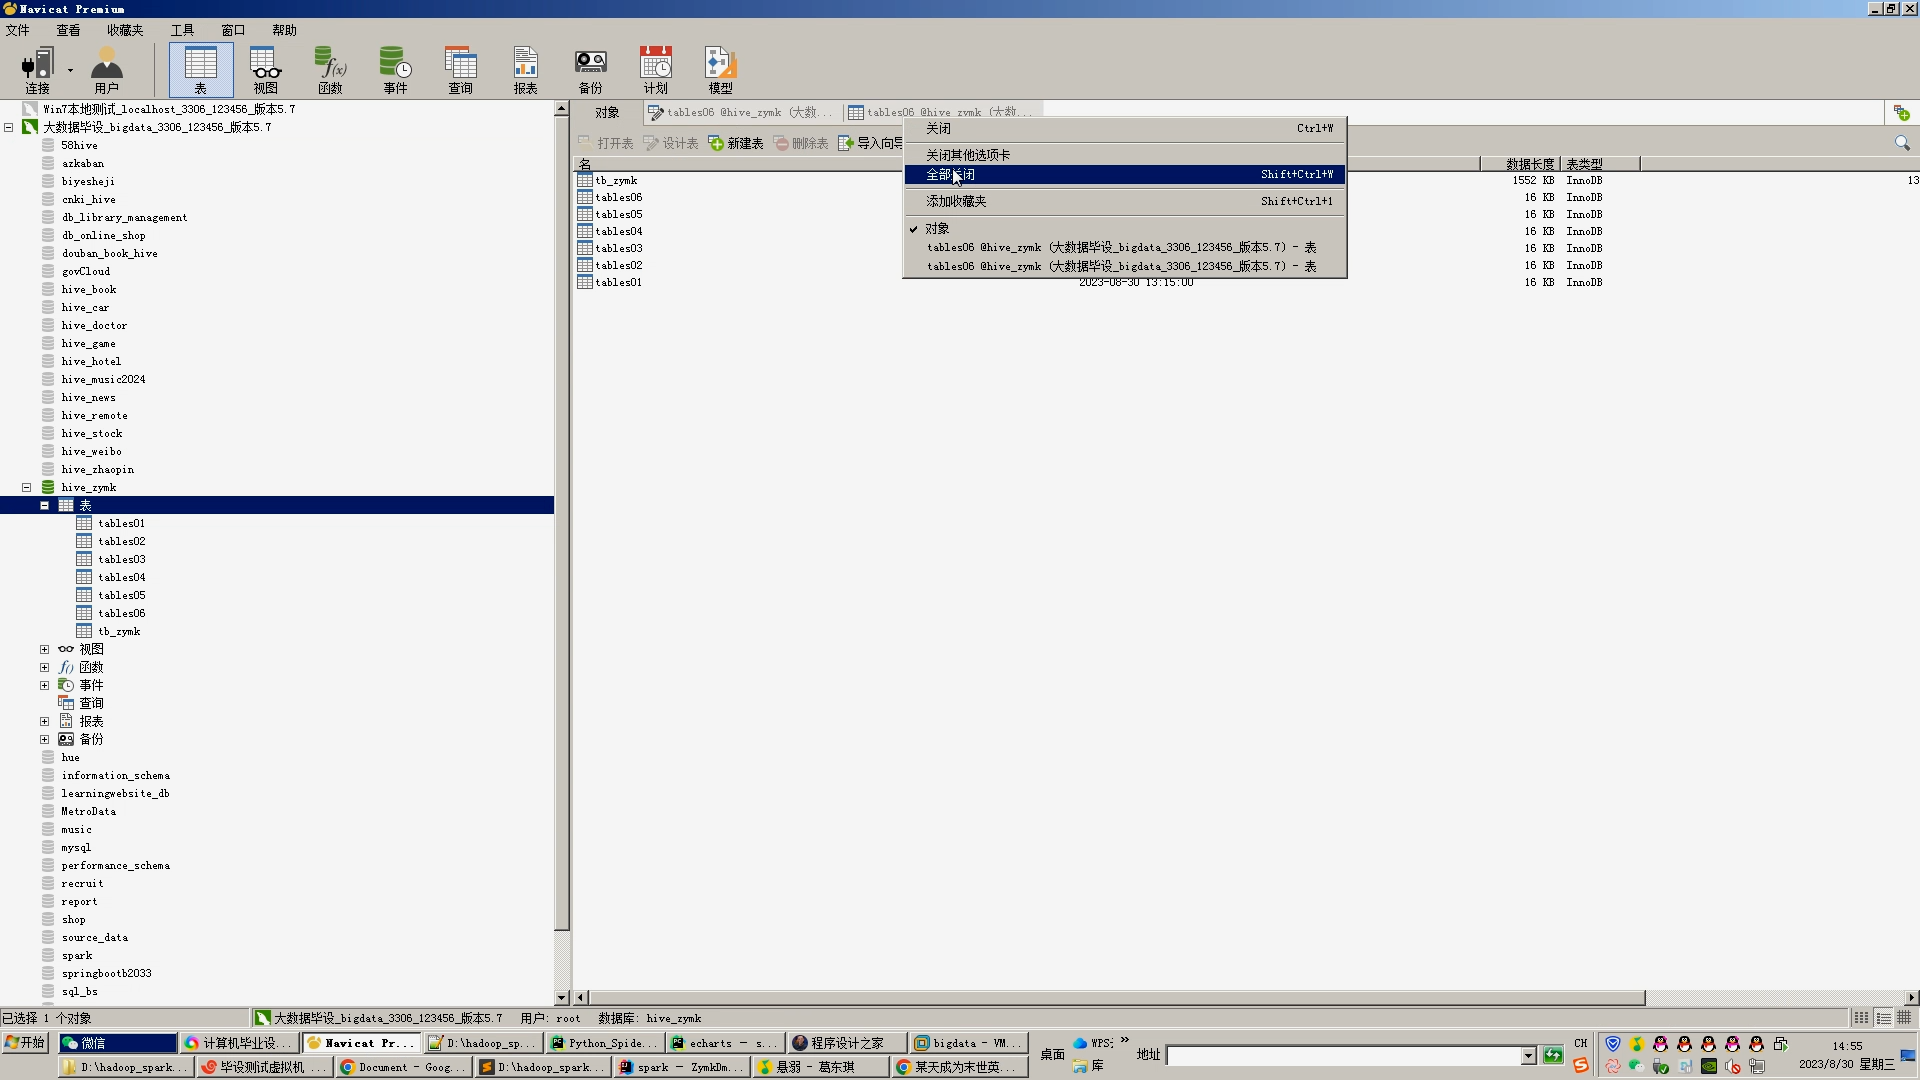 Navicat Premium
文件 查看 收藏夹 工具 窗口 帮助
连接 用户 表 视图 函数 事件 查询 报表 备份 计划 模型
Win7本地测试_localhost_3306_123456_版本5.7
大数据毕设_bigdata_3306_123456_版本5.7
58hive
azkaban
biyesheji
cnki_hive
db_library_management
db_online_shop
douban_book_hive
govCloud
hive_book
hive_car
hive_doctor
hive_game
hive_hotel
hive_music2024
hive_news
hive_remote
hive_stock
hive_weibo
hive_zhaopin
hive_zymk
表
tables01
tables02
tables03
tables04
tables05
tables06
tb_zymk
视图
函数
事件
查询
报表
备份
hue
information_schema
learningwebsite_db
MetroData
music
mysql
performance_schema
recruit
report
shop
source_data
spark
springbootb2033
sql_bs
对象 tables06 @hive_zymk (大数... tables06 @hive_zymk (大数...
打开表 设计表 新建表 删除表 导入向导
名 数据长度 表类型
tb_zymk 1552 KB InnoDB 13
tables06 16 KB InnoDB
tables05 16 KB InnoDB
tables04 16 KB InnoDB
tables03 16 KB InnoDB
tables02 16 KB InnoDB
tables01 2023-08-30 13:15:00 16 KB InnoDB
关闭 Ctrl+W
关闭其他选项卡
全部关闭 Shift+Ctrl+W
添加收藏夹 Shift+Ctrl+1
对象
tables06 @hive_zymk (大数据毕设_bigdata_3306_123456_版本5.7) - 表
tables06 @hive_zymk (大数据毕设_bigdata_3306_123456_版本5.7) - 表
已选择 1 个对象 大数据毕设_bigdata_3306_123456_版本5.7 用户: root 数据库: hive_zymk
开始 微信 计算机毕业设... Navicat Pr... D:\hadoop_sp... Python_Spide... echarts – s... 程序设计之家 bigdata - VM...
D:\hadoop_spark... 毕设测试虚拟机 ... Document - Goog... D:\hadoop_spark... spark – ZymkDm... 悬弱 - 葛东琪 某天成为末世英...
桌面 WPS 地址 CH
库
14:55
2023/8/30 星期三